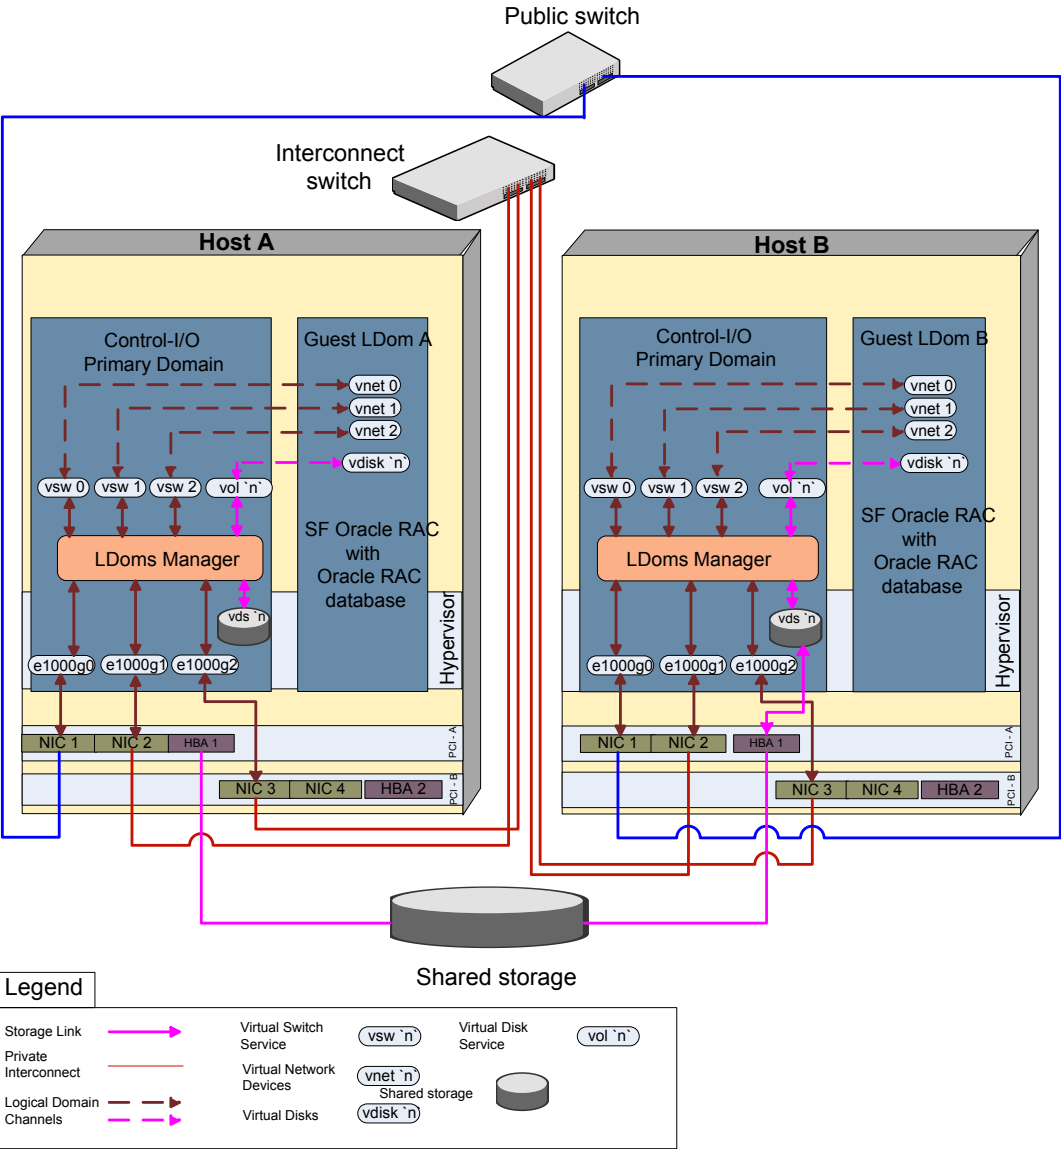 Public switch
Interconnect
switch
Host A
Control-I/O
Primary Domain
Guest LDom A
vnet 0
vnet 1
vnet 2
vdisk `n`
vsw 0
vsw 1
vsw 2
vol `n`
SF Oracle RAC
with
Oracle RAC
database
LDoms Manager
vds `n
Hypervisor
e1000g0
e1000g1
e1000g2
NIC 1
NIC 2
HBA 1
PCI - A
NIC 3
NIC 4
HBA 2
PCI - B
Host B
Control-I/O
Primary Domain
Guest LDom B
vnet 0
vnet 1
vnet 2
vdisk `n`
vsw 0
vsw 1
vsw 2
vol `n`
SF Oracle RAC
with
Oracle RAC
database
LDoms Manager
vds `n
Hypervisor
e1000g0
e1000g1
e1000g2
NIC 1
NIC 2
HBA 1
PCI - A
NIC 3
NIC 4
HBA 2
PCI - B
Shared storage
Legend
Storage Link
Private
Interconnect
Logical Domain
Channels
Virtual Switch
Service
vsw `n`
Virtual Network
Devices
vnet `n`
Virtual Disks
vdisk `n
Virtual Disk
Service
vol `n`
Shared storage